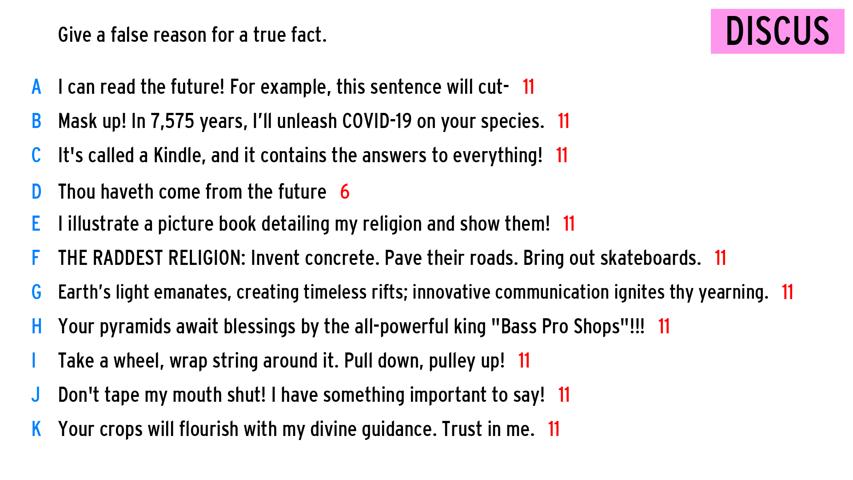 Give a false reason for a true fact.
DISCUS
A I can read the future! For example, this sentence will cut- 11
B Mask up! In 7,575 years, I’ll unleash COVID-19 on your species. 11
C It's called a Kindle, and it contains the answers to everything! 11
D Thou haveth come from the future 6
E I illustrate a picture book detailing my religion and show them! 11
F THE RADDEST RELIGION: Invent concrete. Pave their roads. Bring out skateboards. 11
G Earth’s light emanates, creating timeless rifts; innovative communication ignites thy yearning. 11
H Your pyramids await blessings by the all-powerful king "Bass Pro Shops"!!! 11
I Take a wheel, wrap string around it. Pull down, pulley up! 11
J Don't tape my mouth shut! I have something important to say! 11
K Your crops will flourish with my divine guidance. Trust in me. 11